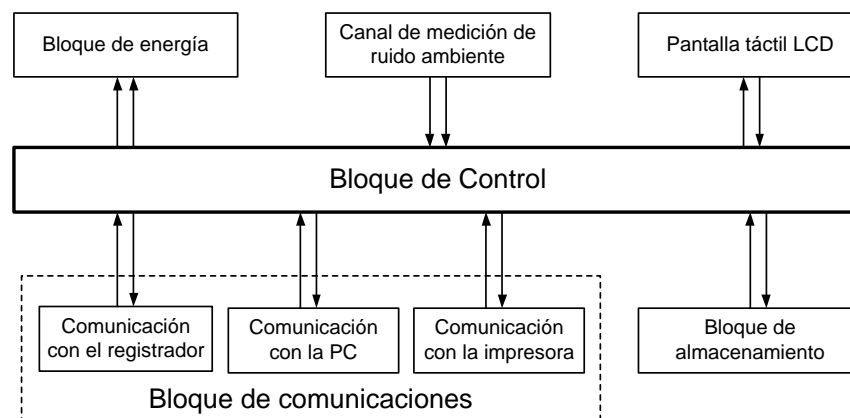 Bloque de energía
Canal de medición de
ruido ambiente
Pantalla táctil LCD
Bloque de Control
Comunicación
con el registrador
Comunicación
con la PC
Comunicación
con la impresora
Bloque de
almacenamiento
Bloque de comunicaciones